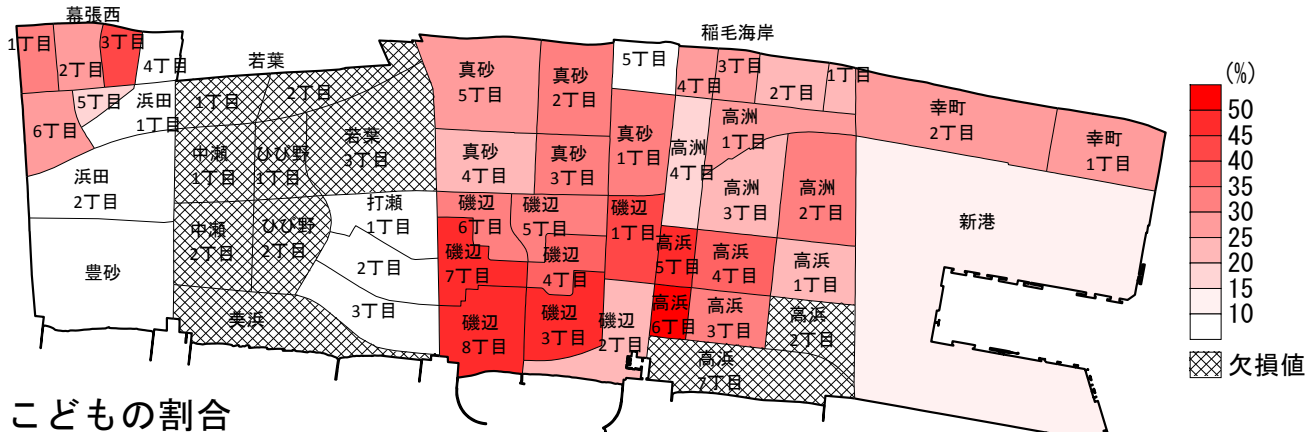 幕張西
1丁目
2丁目
3丁目
4丁目
5丁目
6丁目
浜田
1丁目
浜田
2丁目
豊砂
若葉
1丁目
2丁目
若葉
3丁目
中瀬
1丁目
中瀬
2丁目
ひび野
1丁目
ひび野
2丁目
美浜
打瀬
1丁目
2丁目
3丁目
真砂
5丁目
真砂
2丁目
真砂
4丁目
真砂
3丁目
真砂
1丁目
磯辺
6丁目
磯辺
5丁目
磯辺
1丁目
磯辺
7丁目
磯辺
4丁目
磯辺
8丁目
磯辺
3丁目
磯辺
2丁目
稲毛海岸
5丁目
4丁目
3丁目
2丁目
1丁目
高洲
1丁目
高洲
4丁目
高洲
3丁目
高洲
2丁目
高浜
5丁目
高浜
4丁目
高浜
1丁目
高浜
6丁目
高浜
3丁目
高浜
2丁目
高浜
7丁目
幸町
2丁目
幸町
1丁目
新港
(%)
50
45
40
35
30
25
20
15
10
欠損値
こどもの割合